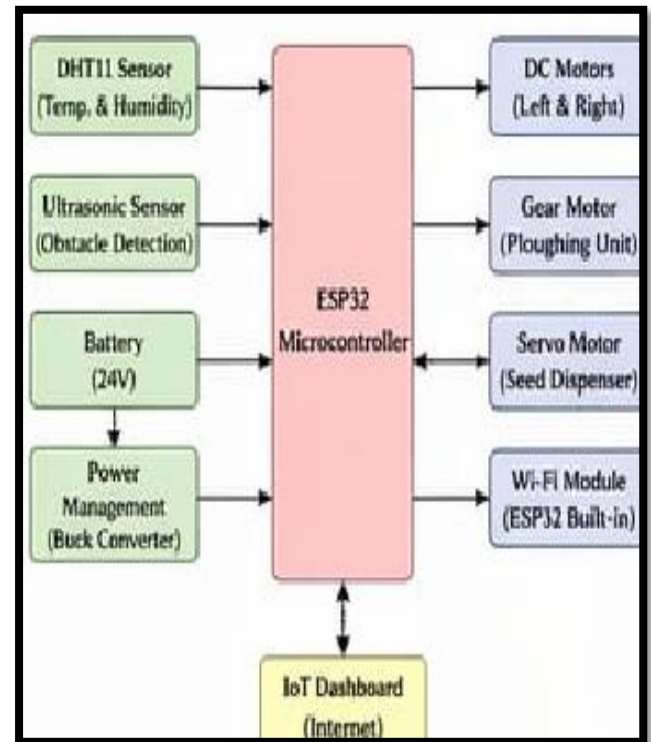 DHT11 Sensor
(Temp. & Humidity)
Ultrasonic Sensor
(Obstacle Detection)
Battery
(24V)
Power
Management
(Buck Converter)
ESP32
Microcontroller
DC Motors
(Left & Right)
Gear Motor
(Ploughing Unit)
Servo Motor
(Seed Dispenser)
Wi-Fi Module
(ESP32 Built-in)
IoT Dashboard
(Internet)